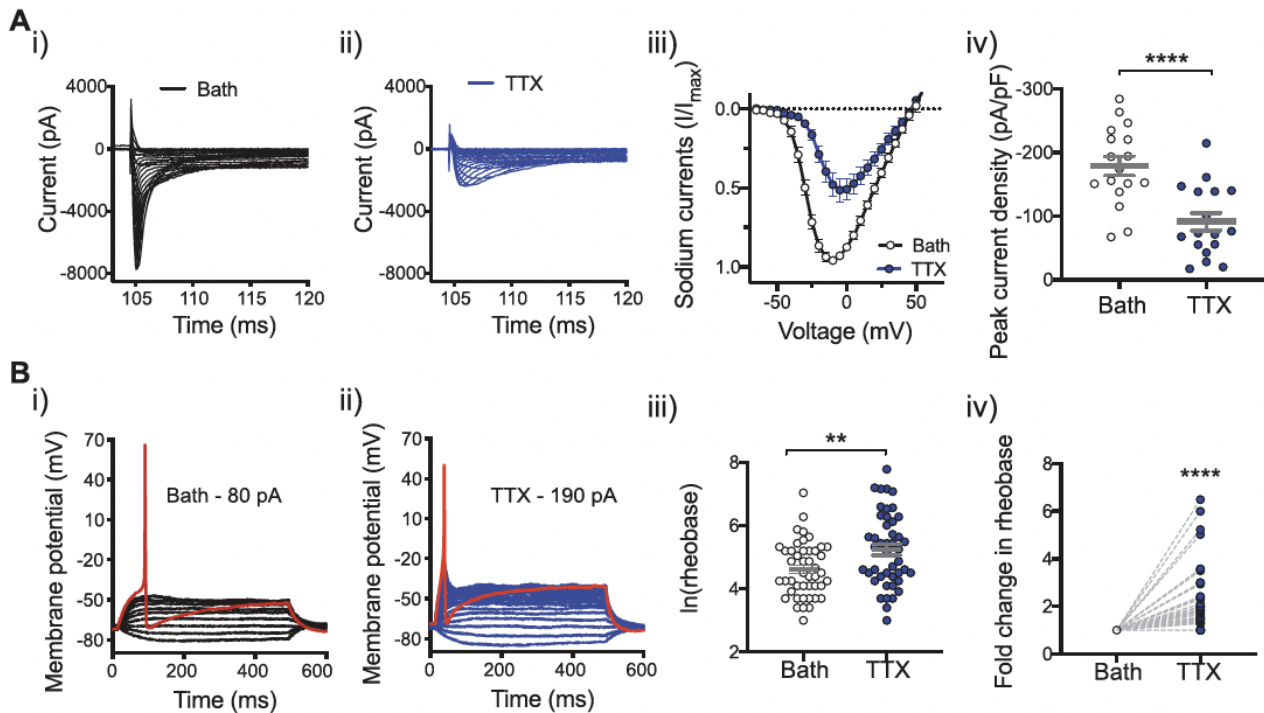 A
i)
4000
0
-4000
-8000
Current (pA)
Bath
105 110 115 120
Time (ms)
ii)
4000
0
-4000
-8000
Current (pA)
TTX
105 110 115 120
Time (ms)
iii)
0.0
0.5
1.0
Sodium currents (I/Imax)
Bath
TTX
-50 0 50
Voltage (mV)
iv)
****
-300
-200
-100
0
Peak current density (pA/pF)
Bath TTX
B
i)
70
40
10
-20
-50
-80
Membrane potential (mV)
Bath - 80 pA
0 200 400 600
Time (ms)
ii)
70
40
10
-20
-50
-80
Membrane potential (mV)
TTX - 190 pA
0 200 400 600
Time (ms)
iii)
**
8
6
4
2
ln(rheobase)
Bath TTX
iv)
8
6
4
2
0
Fold change in rheobase
****
Bath TTX